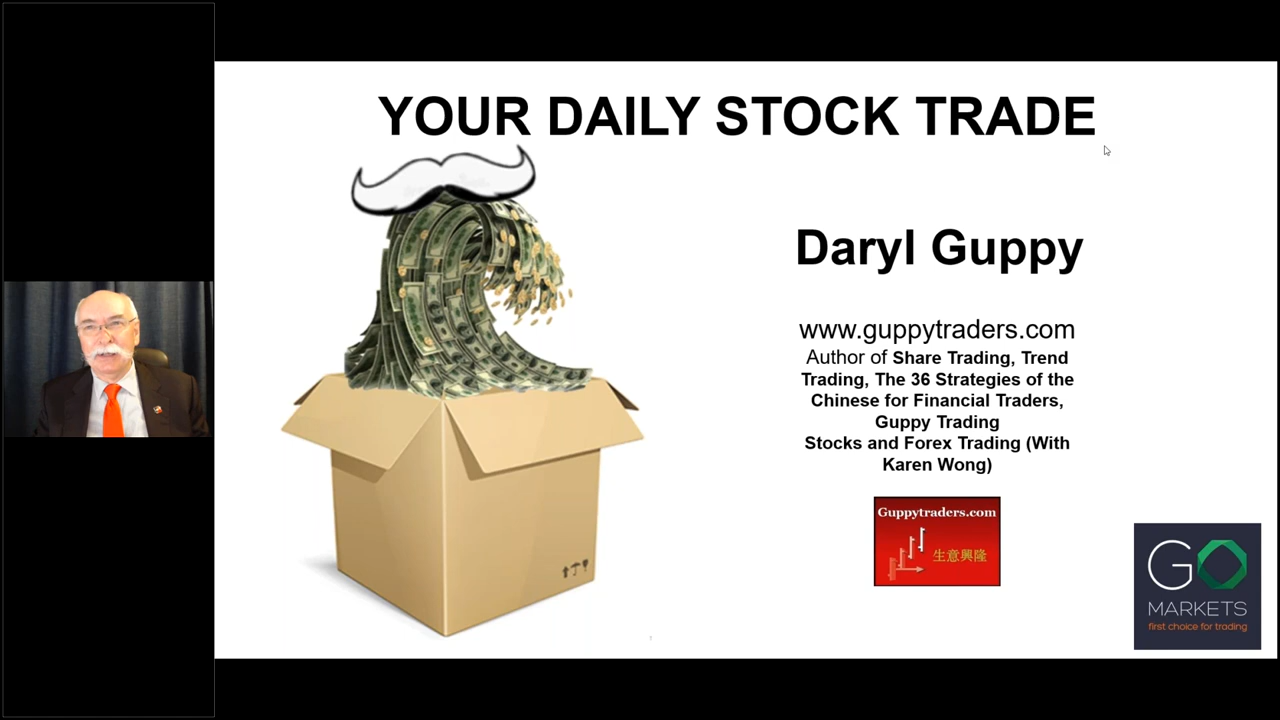 YOUR DAILY STOCK TRADE
Daryl Guppy
www.guppytraders.com
Author of Share Trading, Trend
Trading, The 36 Strategies of the
Chinese for Financial Traders,
Guppy Trading
Stocks and Forex Trading (With
Karen Wong)
Guppytraders.com
生意興隆
GO
MARKETS
first choice for trading